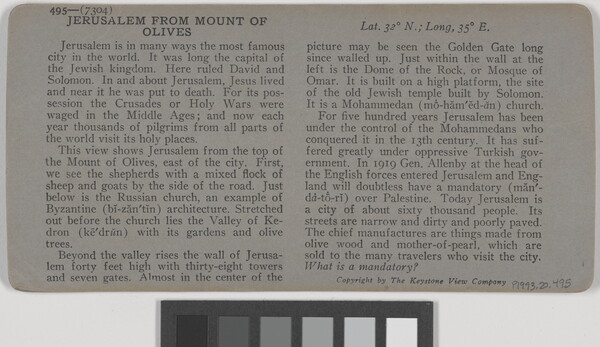 495—(7304)
JERUSALEM FROM MOUNT OF
OLIVES
Jerusalem is in many ways the most famous
city in the world. It was long the capital of
the Jewish kingdom. Here ruled David and
Solomon. In and about Jerusalem, Jesus lived
and near it he was put to death. For its pos-
session the Crusades or Holy Wars were
waged in the Middle Ages; and now each
year thousands of pilgrims from all parts of
the world visit its holy places.
This view shows Jerusalem from the top of
the Mount of Olives, east of the city. First,
we see the shepherds with a mixed flock of
sheep and goats by the side of the road. Just
below is the Russian church, an example of
Byzantine (bĭ-zăn′tĭn) architecture. Stretched
out before the church lies the Valley of Ke-
dron (kē′drŭn) with its gardens and olive
trees.
Beyond the valley rises the wall of Jerusa-
lem forty feet high with thirty-eight towers
and seven gates. Almost in the center of the
Lat. 32° N.; Long, 35° E.
picture may be seen the Golden Gate long
since walled up. Just within the wall at the
left is the Dome of the Rock, or Mosque of
Omar. It is built on a high platform, the site
of the old Jewish temple built by Solomon.
It is a Mohammedan (mô-hăm′ĕd-ăn) church.
For five hundred years Jerusalem has been
under the control of the Mohammedans who
conquered it in the 13th century. It has suf-
fered greatly under oppressive Turkish gov-
ernment. In 1919 Gen. Allenby at the head of
the English forces entered Jerusalem and Eng-
land will doubtless have a mandatory (măn′-
dȧ-tô-rĭ) over Palestine. Today Jerusalem is
a city of about sixty thousand people. Its
streets are narrow and dirty and poorly paved.
The chief manufactures are things made from
olive wood and mother-of-pearl, which are
sold to the many travelers who visit the city.
What is a mandatory?
Copyright by The Keystone View Company
P1993.20.495